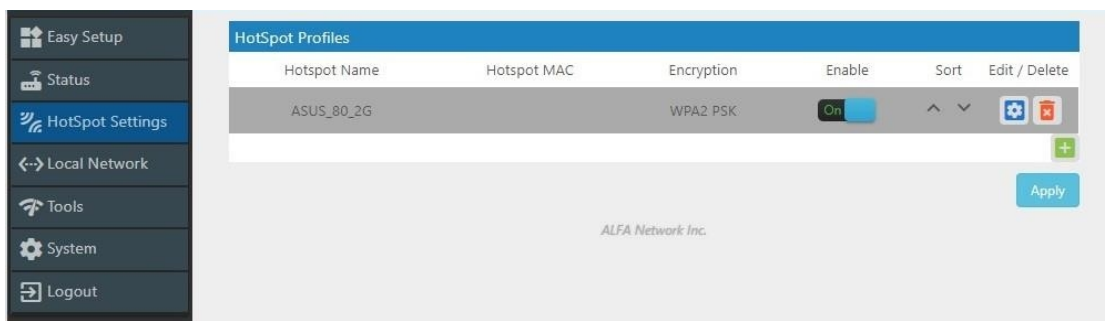 Easy Setup
Status
HotSpot Settings
Local Network
Tools
System
Logout
HotSpot Profiles
Hotspot Name Hotspot MAC Encryption Enable Sort Edit / Delete
ASUS_80_2G WPA2 PSK On
Apply
ALFA Network Inc.